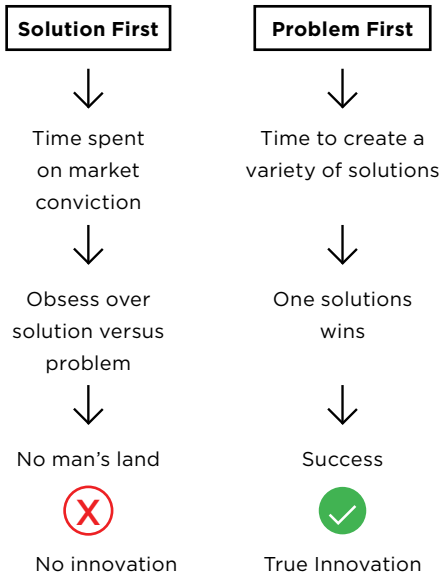 Solution First
Time spent
on market
conviction
Obsess over
solution versus
problem
No man's land
X
No innovation
Problem First
Time to create a
variety of solutions
One solutions
wins
Success
True Innovation